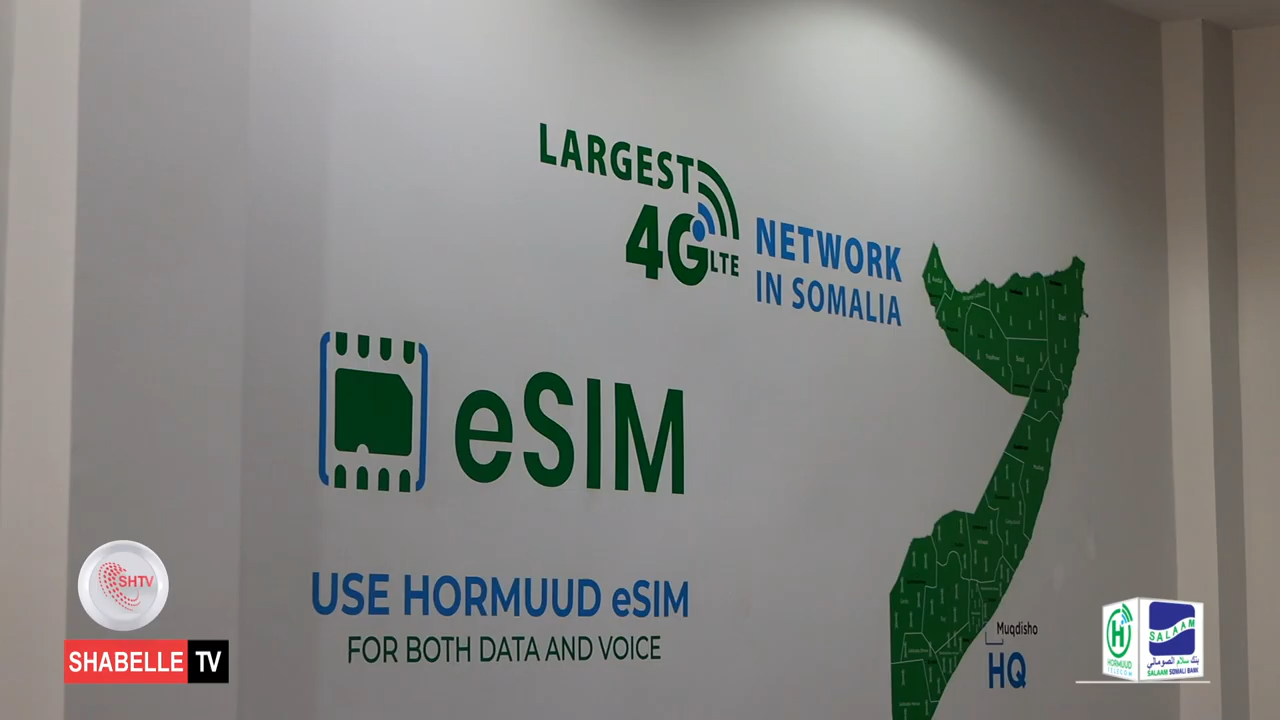 LARGEST
4G LTE
NETWORK
IN SOMALIA
eSIM
USE HORMUUD eSIM
FOR BOTH DATA AND VOICE
Muqdisho
HQ
SHTV
SHABELLE TV
HORMUUD
TELECOM
SALAAM
بنك سلام الصومالي
SALAAM SOMALI BANK